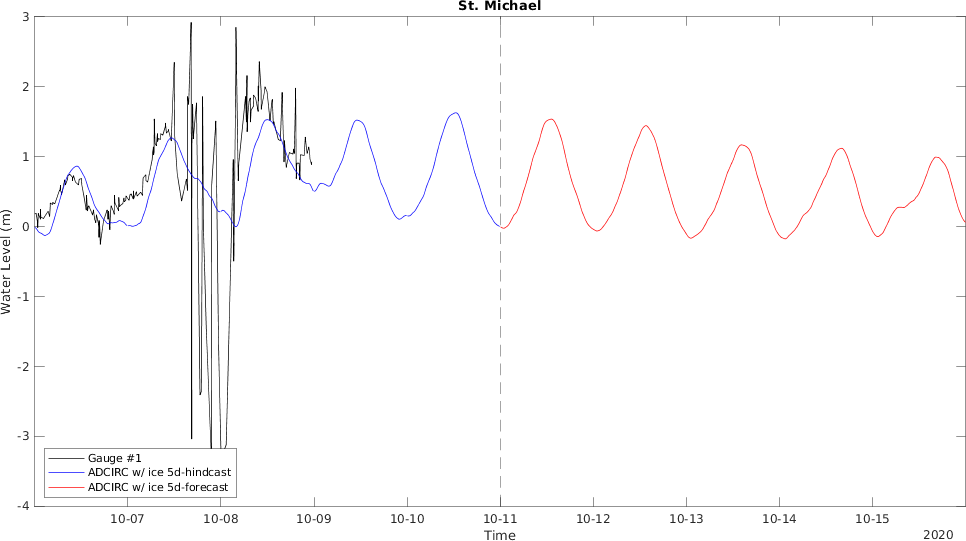 St. Michael
3
2
1
0
-1
-2
-3
-4
Water Level (m)
Gauge #1
ADCIRC w/ ice 5d-hindcast
ADCIRC w/ ice 5d-forecast
10-07 10-08 10-09 10-10 10-11 10-12 10-13 10-14 10-15
Time
2020